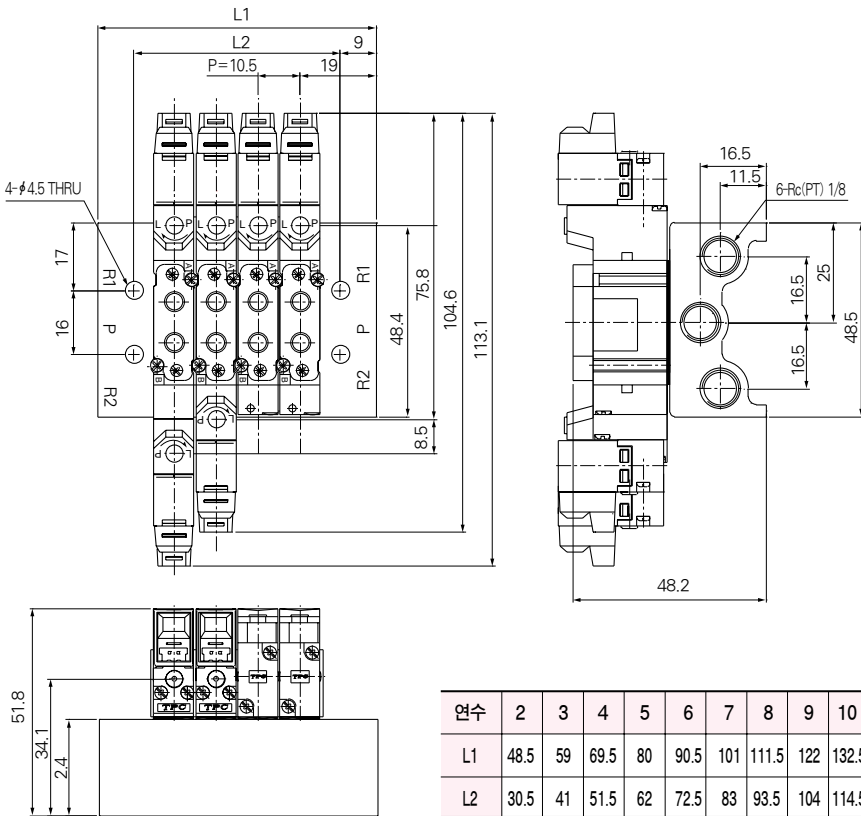 L1
L2
9
P=10.5
19
4-ϕ4.5 THRU
L P
L P
L P
L P
A
A
A
A
17
16
R1
P
R2
R1
P
R2
B
B
L
P
L
P
48.4
75.8
104.6
113.1
8.5
16.5
11.5
6-Rc(PT) 1/8
16.5
16.5
25
48.5
48.2
51.8
34.1
2.4
TPC
TPC
TPC
TPC
연수 2 3 4 5 6 7 8 9 10
L1 48.5 59 69.5 80 90.5 101 111.5 122 132.5
L2 30.5 41 51.5 62 72.5 83 93.5 104 114.5